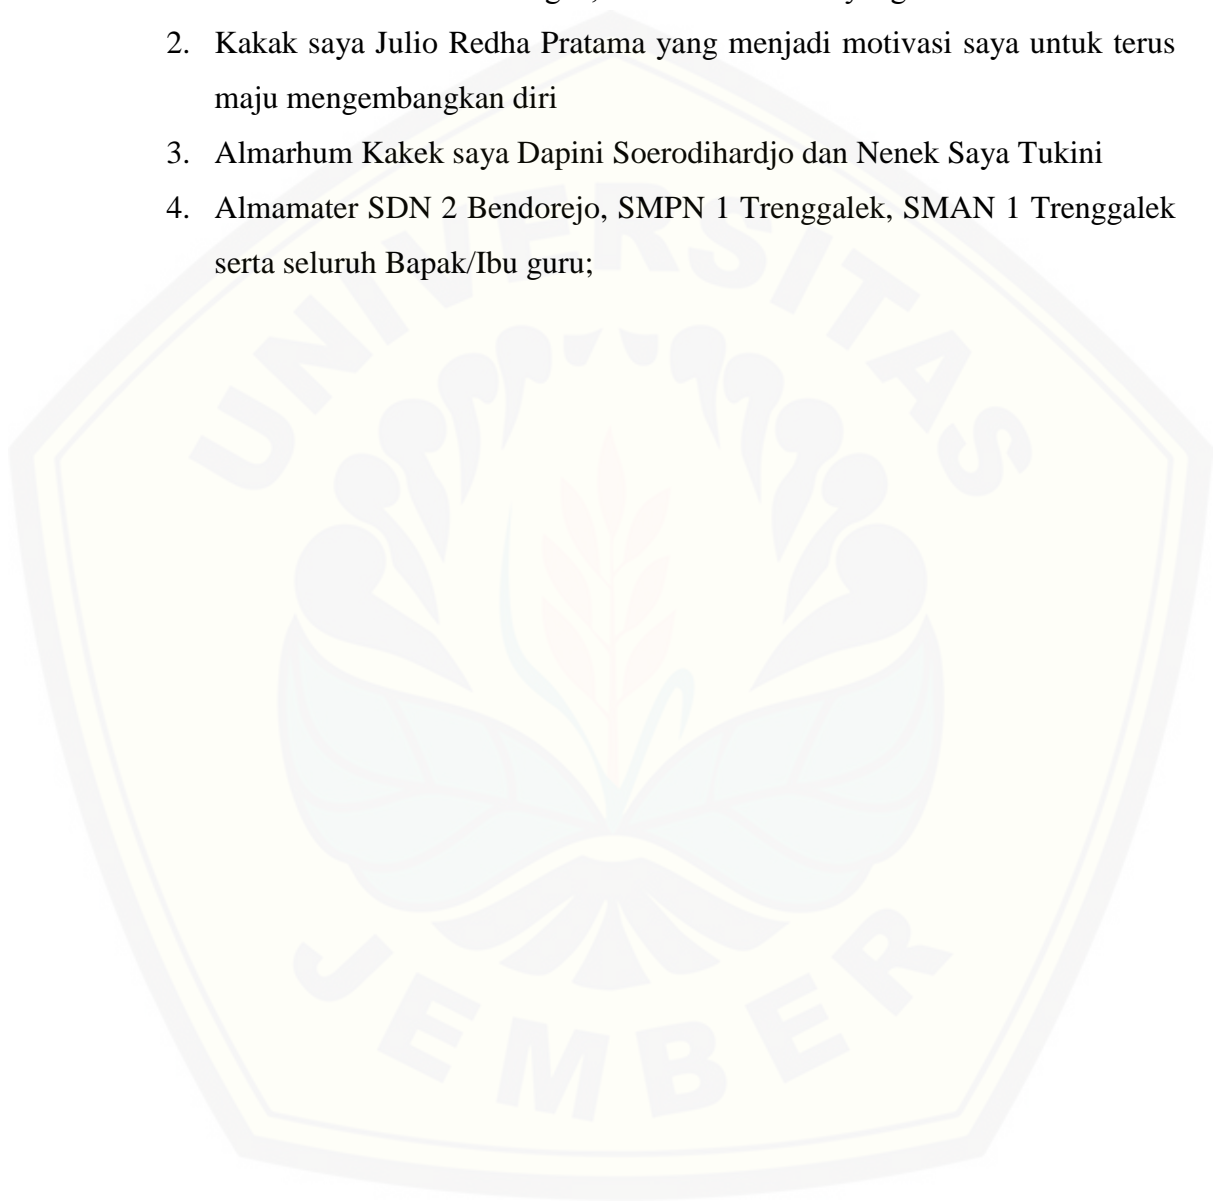 2. Kakak saya Julio Redha Pratama yang menjadi motivasi saya untuk terus
maju mengembangkan diri
3. Almarhum Kakek saya Dapini Soerodihardjo dan Nenek Saya Tukini
4. Almamater SDN 2 Bendorejo, SMPN 1 Trenggalek, SMAN 1 Trenggalek
serta seluruh Bapak/Ibu guru;
UNIVERSITAS
JEMBER